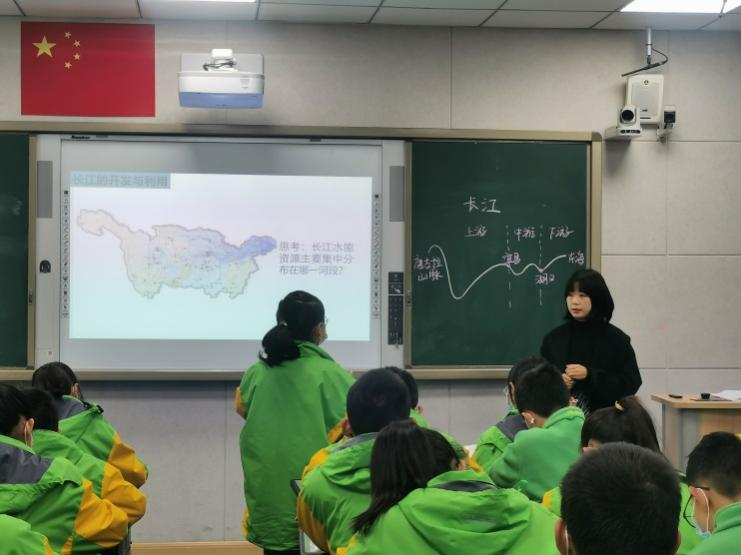 长江的开发与利用
思考：长江水能
资源主要集中分
布在哪一河段？
长江
上游 中游 下游
唐古拉
山脉
宜昌
湖口
东海